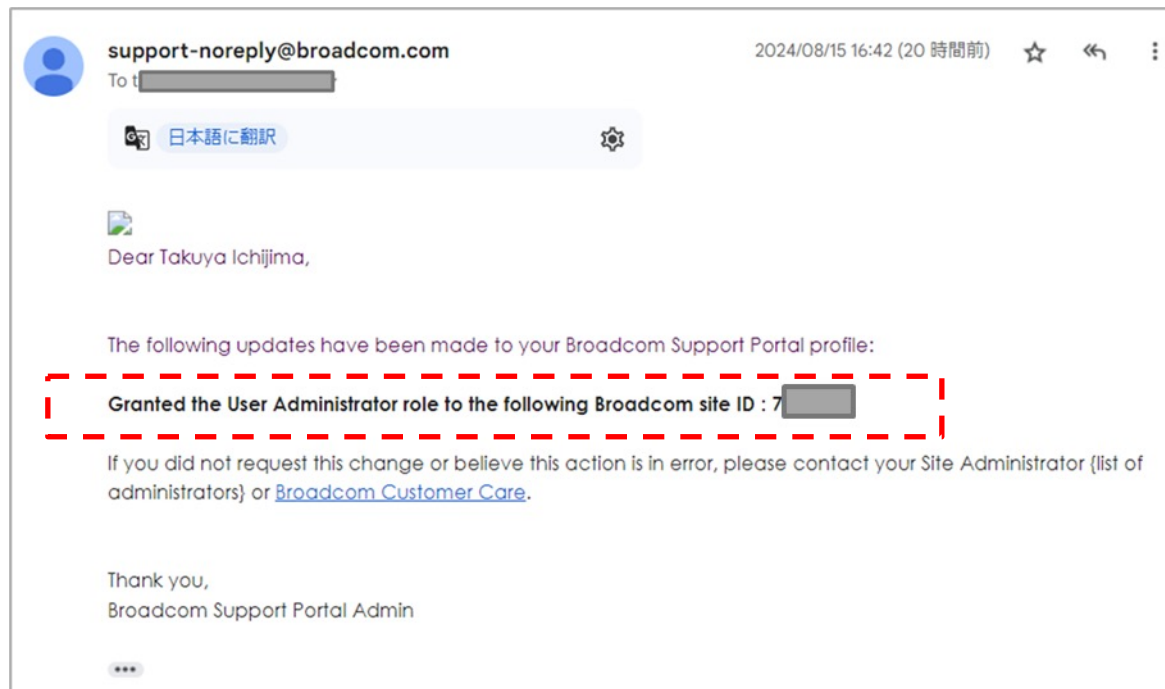 support-noreply@broadcom.com
2024/08/15 16:42 (20 時間前)
To t
日本語に翻訳
Dear Takuya Ichijima,
The following updates have been made to your Broadcom Support Portal profile:
Granted the User Administrator role to the following Broadcom site ID : 7
If you did not request this change or believe this action is in error, please contact your Site Administrator {list of
administrators} or Broadcom Customer Care.
Thank you,
Broadcom Support Portal Admin